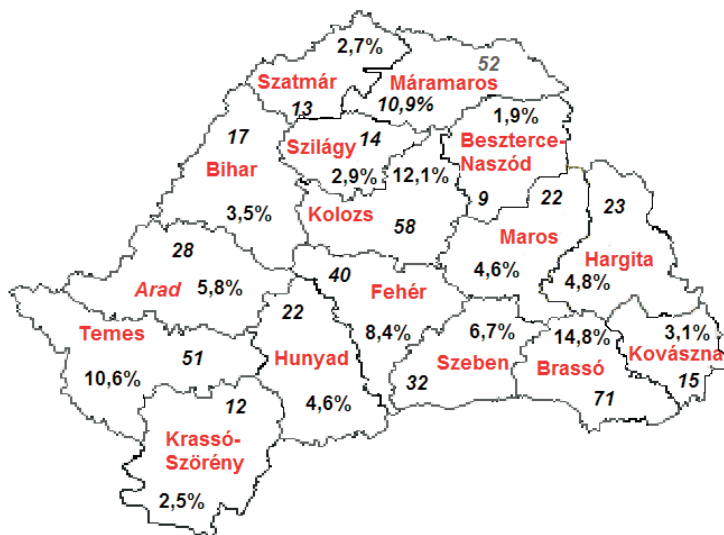 2,7%
Szatmár
13
52
Máramaros
10,9%
17
Bihar
3,5%
14
Szilágy
2,9%
12,1%
Kolozs
58
1,9%
Beszterce-
Naszód
9
22
Maros
4,6%
23
Hargita
4,8%
28
Arad
5,8%
40
Fehér
8,4%
Temes
51
10,6%
22
Hunyad
4,6%
6,7%
Szeben
32
14,8%
Brassó
71
3,1%
Kovászna
15
12
Krassó-
Szörény
2,5%